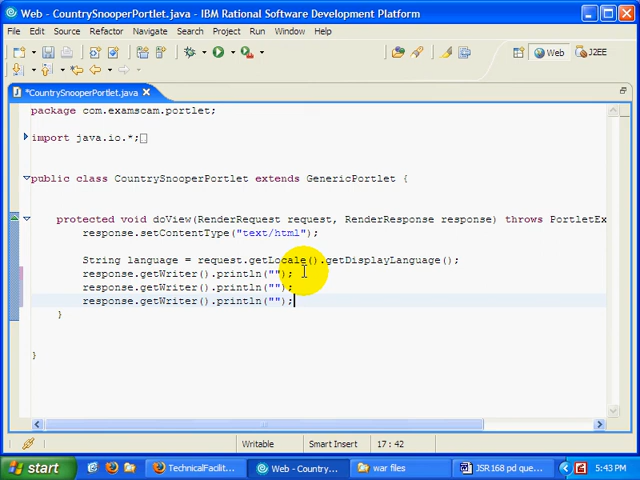 Web - CountrySnooperPortlet.java - IBM Rational Software Development Platform
File Edit Source Refactor Navigate Search Project Run Window Help
Web J2EE
*CountrySnooperPortlet.java
package com.examscam.portlet;
import java.io.*;
public class CountrySnooperPortlet extends GenericPortlet {
protected void doView(RenderRequest request, RenderResponse response) throws PortletEx
response.setContentType("text/html");
String language = request.getLocale().getDisplayLanguage();
response.getWriter().println("");
response.getWriter().println("");
response.getWriter().println("");
}
}
Writable Smart Insert 17 : 42
start TechnicalFacilit... Web - Country... war files JSR168 pd que... 5:43 PM